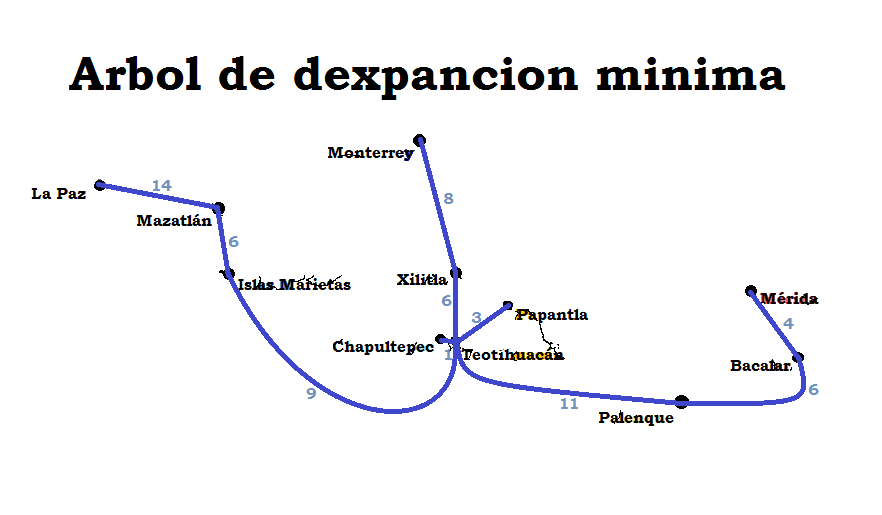 Arbol de dexpancion minima
Monterrey
La Paz
14
Mazatlán
8
6
Islas Marietas
Xilitla
6
3
Papantla
Mérida
4
Chapultepec
1
Teotihuacán
Bacalar
9
11
6
Palenque